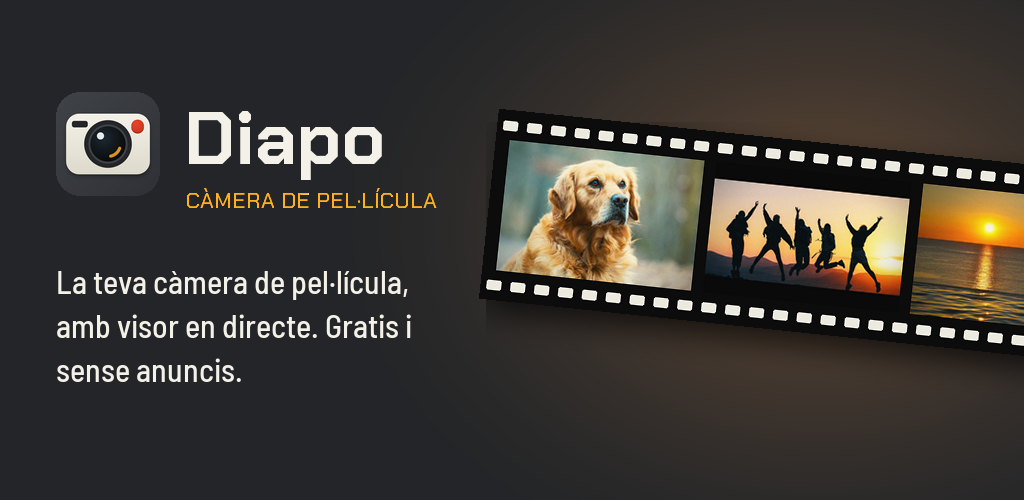 Diapo
CÀMERA DE PEL·LÍCULA
La teva càmera de pel·lícula,
amb visor en directe. Gratis i
sense anuncis.